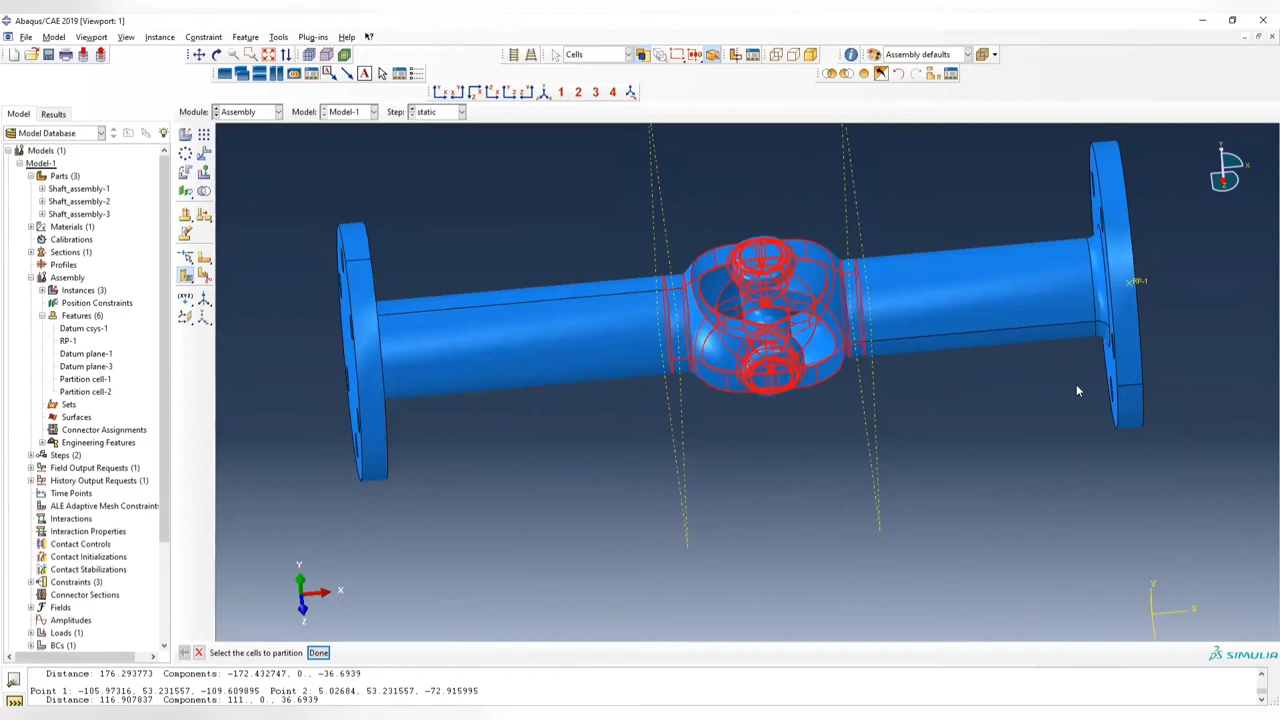 Abaqus/CAE 2019 [Viewport: 1]
File Model Viewport View Instance Constraint Feature Tools Plug-ins Help
Cells
Assembly defaults
1 2 3 4
Model Results
Module: Assembly Model: Model-1 Step: static
Model Database
Models (1)
Model-1
Parts (3)
Shaft_assembly-1
Shaft_assembly-2
Shaft_assembly-3
Materials (1)
Calibrations
Sections (1)
Profiles
Assembly
Instances (3)
Position Constraints
Features (6)
Datum csys-1
RP-1
Datum plane-1
Datum plane-3
Partition cell-1
Partition cell-2
Sets
Surfaces
Connector Assignments
Engineering Features
Steps (2)
Field Output Requests (1)
History Output Requests (1)
Time Points
ALE Adaptive Mesh Constraints
Interactions
Interaction Properties
Contact Controls
Contact Initializations
Contact Stabilizations
Constraints (3)
Connector Sections
Fields
Amplitudes
Loads (1)
BCs (1)
Y
X
Z
RP-1
Y
X
Z
Y
X
Select the cells to partition Done
SIMULIA
Distance: 176.293773 Components: -172.432747, 0., -36.6939
Point 1: -105.97316, 53.231557, -109.609895 Point 2: 5.02684, 53.231557, -72.915995
Distance: 116.907837 Components: 111., 0., 36.6939